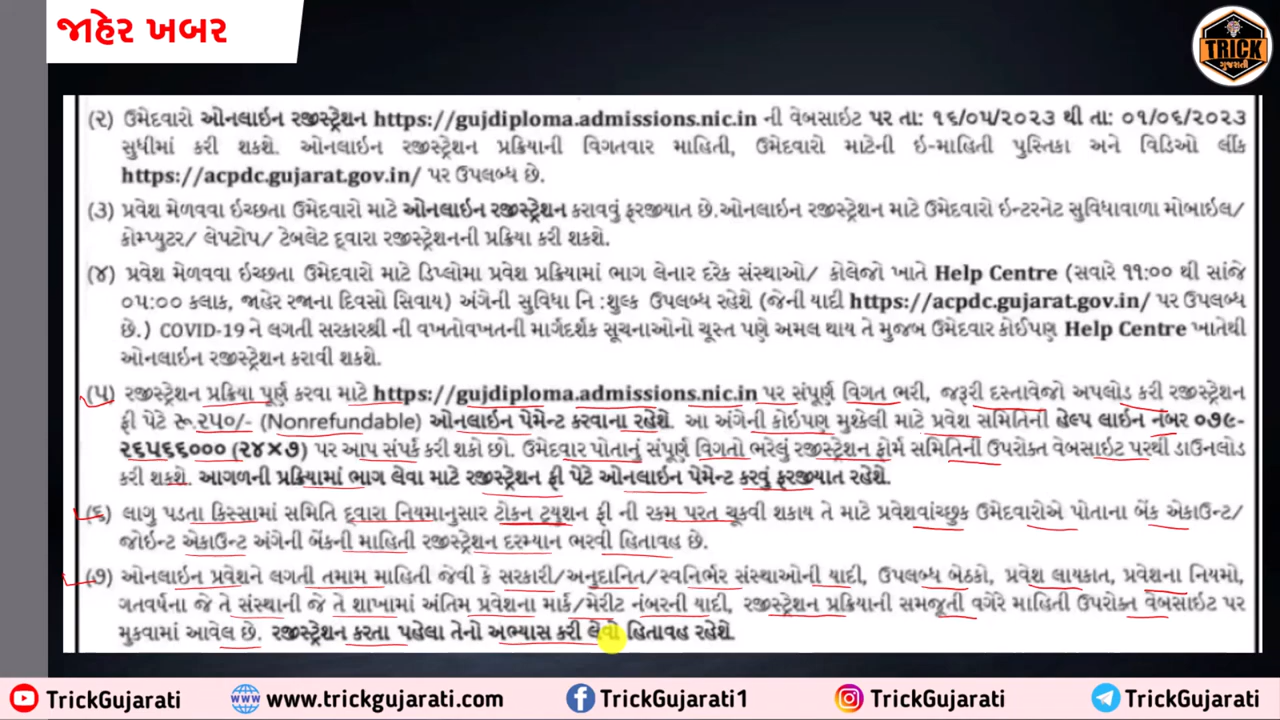 જાહેર ખબર
TRICK
ગુજરાતી
(૨) ઉમેદવારો ઓનલાઇન રજીસ્ટ્રેશન https://gujdiploma.admissions.nic.in ની વેબસાઇટ પર તા: ૧૬/૦૫/૨૦૨૩ થી તા: ૦૧/૦૬/૨૦૨૩
સુધીમાં કરી શકશે. ઓનલાઇન રજીસ્ટ્રેશન પ્રક્રિયાની વિગતવાર માહિતી, ઉમેદવારો માટેની ઇ-માહિતી પુસ્તિકા અને વિડિઓ લીંક
https://acpdc.gujarat.gov.in/ પર ઉપલબ્ધ છે.
(૩) પ્રવેશ મેળવવા ઇચ્છતા ઉમેદવારો માટે ઓનલાઇન રજીસ્ટ્રેશન કરાવવું ફરજીયાત છે.ઓનલાઇન રજીસ્ટ્રેશન માટે ઉમેદવારો ઇન્ટરનેટ સુવિધાવાળા મોબાઇલ/
કોમ્પ્યુટર/ લેપટોપ/ ટેબલેટ દ્વારા રજીસ્ટ્રેશનની પ્રક્રિયા કરી શકશે.
(૪) પ્રવેશ મેળવવા ઇચ્છતા ઉમેદવારો માટે ડિપ્લોમા પ્રવેશ પ્રક્રિયામાં ભાગ લેનાર દરેક સંસ્થાઓ/ કોલેજો ખાતે Help Centre (સવારે ૧૧:૦૦ થી સાંજે
૦૫:૦૦ કલાક, જાહેર રજાના દિવસો સિવાય) અંગેની સુવિધા નિ :શુલ્ક ઉપલબ્ધ રહેશે (જેની યાદી https://acpdc.gujarat.gov.in/ પર ઉપલબ્ધ
છે.) COVID-19 ને લગતી સરકારશ્રી ની વખતોવખતની માર્ગદર્શક સૂચનાઓનો ચૂસ્ત પણે અમલ થાય તે મુજબ ઉમેદવાર કોઈપણ Help Centre ખાતેથી
ઓનલાઇન રજીસ્ટ્રેશન કરાવી શકશે.
(૫) રજીસ્ટ્રેશન પ્રક્રિયા પૂર્ણ કરવા માટે https://gujdiploma.admissions.nic.in પર સંપૂર્ણ વિગત ભરી, જરૂરી દસ્તાવેજો અપલોડ કરી રજીસ્ટ્રેશન
ફી પેટે રૂ.૨૫૦/- (Nonrefundable) ઓનલાઇન પેમેન્ટ કરવાના રહેશે. આ અંગેની કોઇપણ મુશ્કેલી માટે પ્રવેશ સમિતિની હેલ્પ લાઇન નંબર ૦૭૯-
૨૬૫૬૬૦૦૦ (૨૪×૭) પર આપ સંપર્ક કરી શકો છો. ઉમેદવાર પોતાનું સંપૂર્ણ વિગતો ભરેલું રજીસ્ટ્રેશન ફોર્મ સમિતિની ઉપરોક્ત વેબસાઇટ પરથી ડાઉનલોડ
કરી શકશે. આગળની પ્રક્રિયામાં ભાગ લેવા માટે રજીસ્ટ્રેશન ફી પેટે ઓનલાઇન પેમેન્ટ કરવું ફરજીયાત રહેશે.
(૬) લાગુ પડતા કિસ્સામાં સમિતિ દ્વારા નિયમાનુસાર ટોકન ટ્યુશન ફી ની રકમ પરત ચૂકવી શકાય તે માટે પ્રવેશવાંચ્છુક ઉમેદવારોએ પોતાના બેંક એકાઉન્ટ/
જોઇન્ટ એકાઉન્ટ અંગેની બેંકની માહિતી રજીસ્ટ્રેશન દરમ્યાન ભરવી હિતાવહ છે.
(૭) ઓનલાઇન પ્રવેશને લગતી તમામ માહિતી જેવી કે સરકારી/અનુદાનિત/સ્વનિર્ભર સંસ્થાઓની યાદી, ઉપલબ્ધ બેઠકો, પ્રવેશ લાયકાત, પ્રવેશના નિયમો,
ગતવર્ષના જે તે સંસ્થાની જે તે શાખામાં અંતિમ પ્રવેશના માર્ક/મેરીટ નંબરની યાદી, રજીસ્ટ્રેશન પ્રક્રિયાની સમજૂતી વગેરે માહિતી ઉપરોક્ત વેબસાઇટ પર
મુકવામાં આવેલ છે. રજીસ્ટ્રેશન કરતા પહેલા તેનો અભ્યાસ કરી લેવો હિતાવહ રહેશે.
TrickGujarati www.trickgujarati.com TrickGujarati1 TrickGujarati TrickGujarati